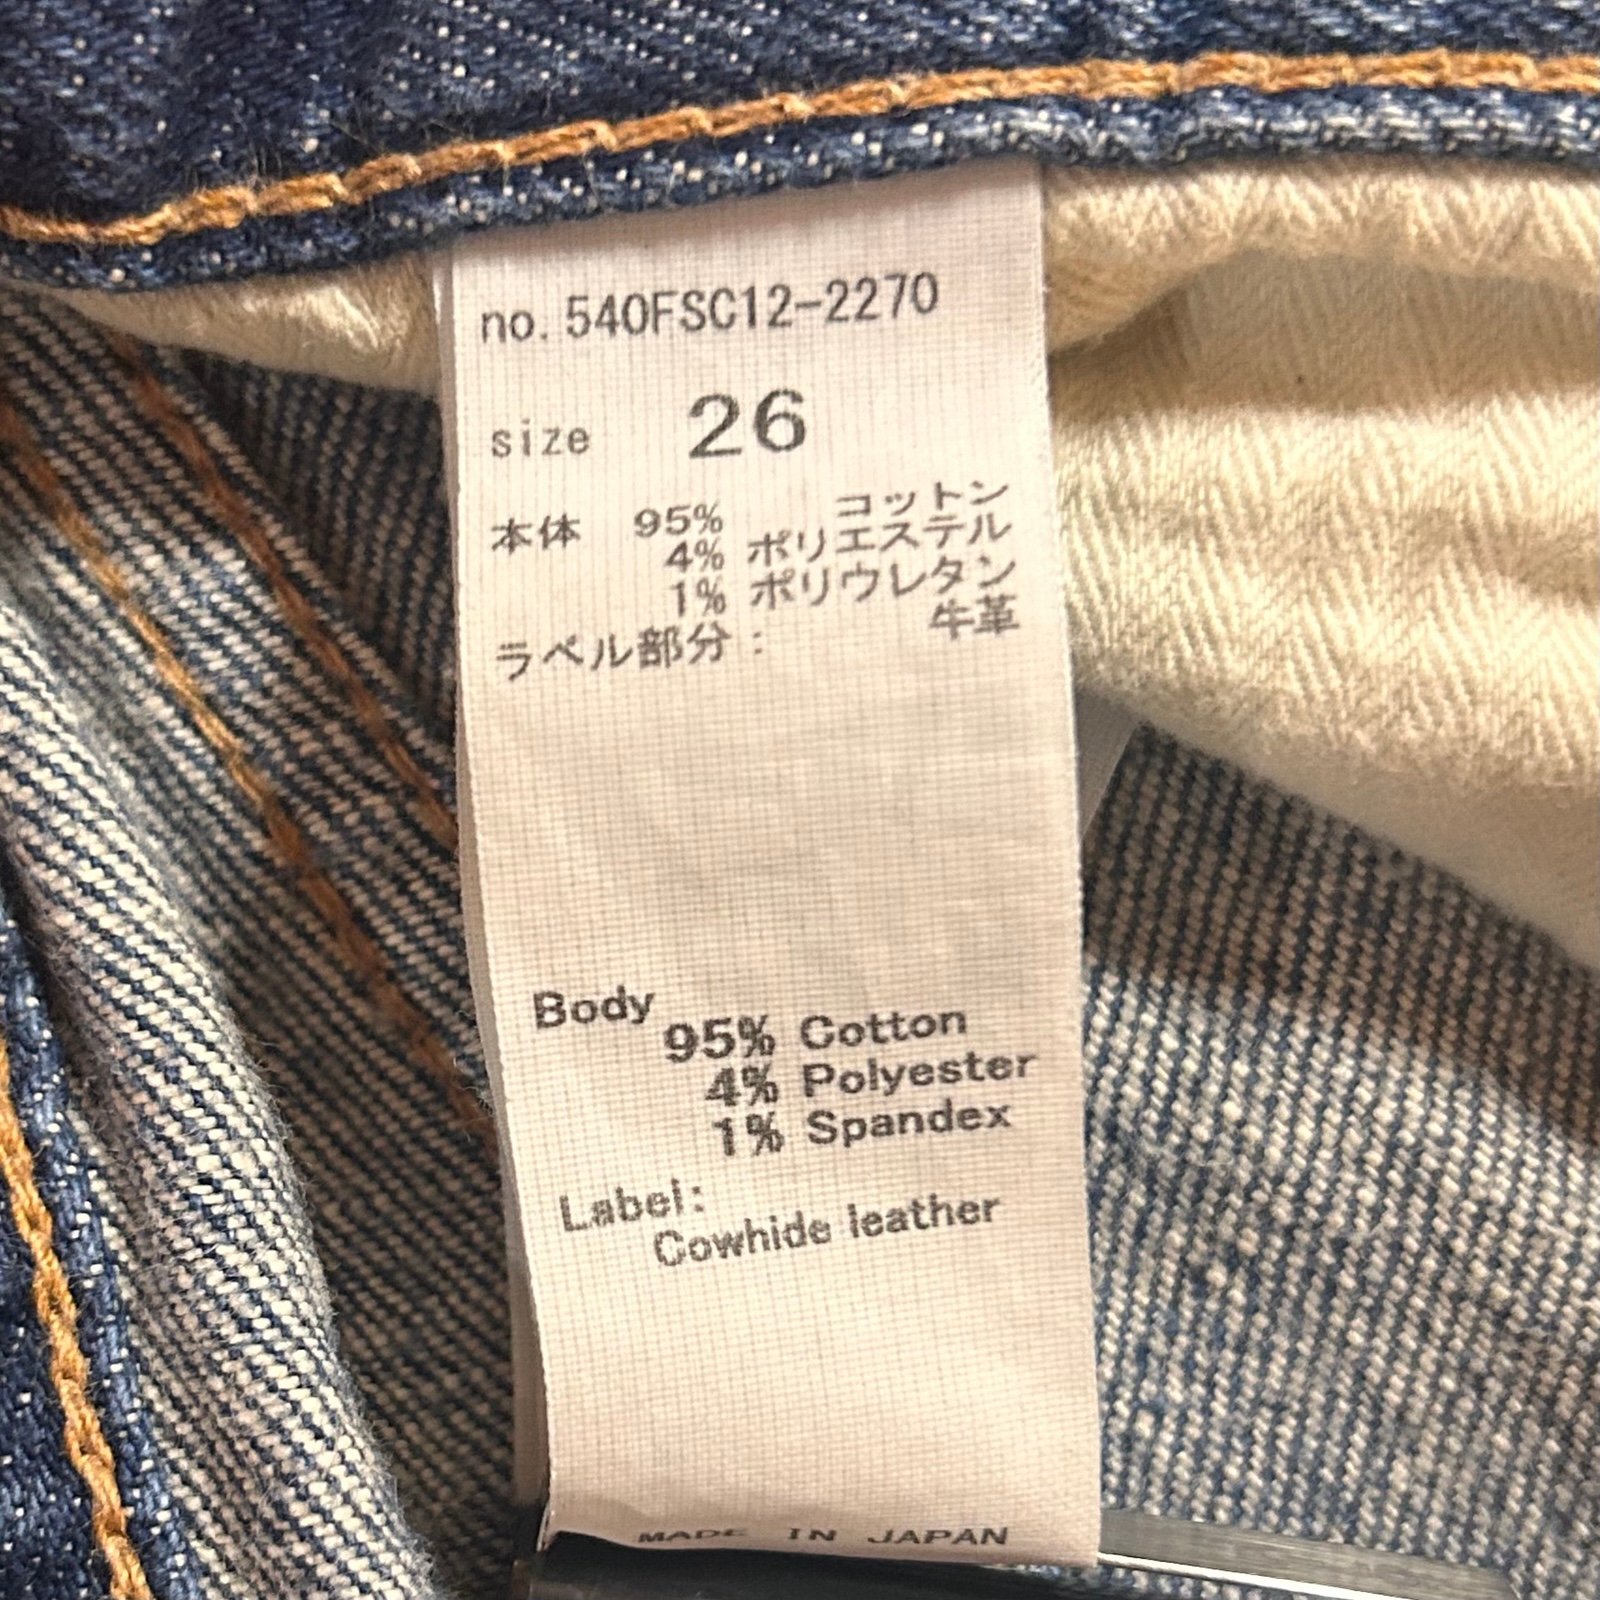 no. 540FSC12-2270
size 26
本体 95% コットン
4% ポリエステル
1% ポリウレタン
ラベル部分: 牛革
Body
95% Cotton
4% Polyester
1% Spandex
Label:
Cowhide leather
MADE IN JAPAN